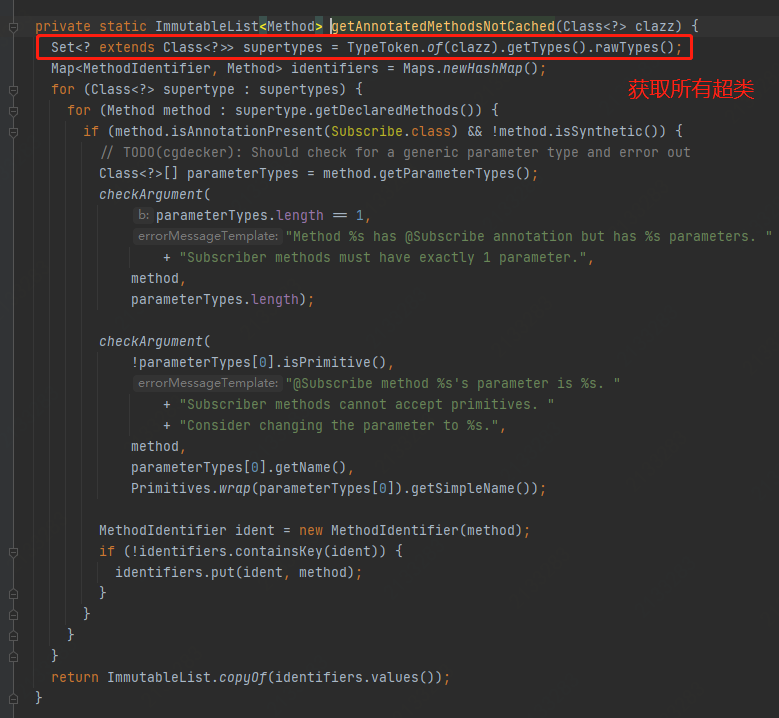 private static ImmutableList<Method> getAnnotatedMethodsNotCached(Class<?> clazz) {
Set<? extends Class<?>> supertypes = TypeToken.of(clazz).getTypes().rawTypes();
Map<MethodIdentifier, Method> identifiers = Maps.newHashMap();
for (Class<?> supertype : supertypes) {
获取所有超类
for (Method method : supertype.getDeclaredMethods()) {
if (method.isAnnotationPresent(Subscribe.class) && !method.isSynthetic()) {
// TODO(cgdecker): Should check for a generic parameter type and error out
Class<?>[] parameterTypes = method.getParameterTypes();
checkArgument(
b: parameterTypes.length == 1,
errorMessageTemplate: "Method %s has @Subscribe annotation but has %s parameters. "
+ "Subscriber methods must have exactly 1 parameter.",
method,
parameterTypes.length);
checkArgument(
!parameterTypes[0].isPrimitive(),
errorMessageTemplate: "@Subscribe method %s's parameter is %s. "
+ "Subscriber methods cannot accept primitives. "
+ "Consider changing the parameter to %s.",
method,
parameterTypes[0].getName(),
Primitives.wrap(parameterTypes[0]).getSimpleName());
MethodIdentifier ident = new MethodIdentifier(method);
if (!identifiers.containsKey(ident)) {
identifiers.put(ident, method);
}
}
}
}
return ImmutableList.copyOf(identifiers.values());
}